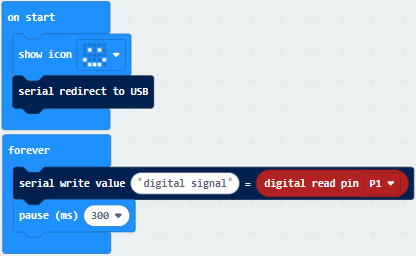 on start
show icon
serial redirect to USB
forever
serial write value "digital signal" = digital read pin P1
pause (ms) 300